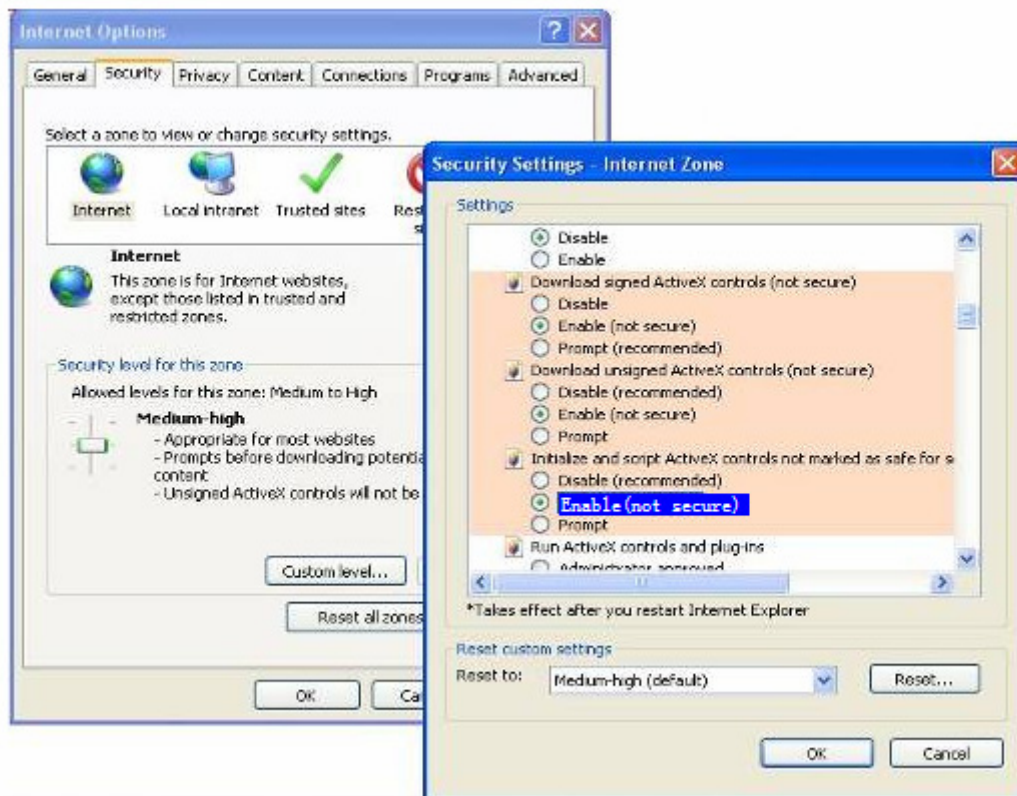 Internet Options
General Security Privacy Content Connections Programs Advanced
Select a zone to view or change security settings.
Internet Local intranet Trusted sites
Internet
This zone is for Internet websites,
except those listed in trusted and
restricted zones.
Security level for this zone
Allowed levels for this zone: Medium to High
Medium-high
- Appropriate for most websites
- Prompts before downloading
content
- Unsigned ActiveX controls will not be
Custom level...
Reset all zones
OK
Security Settings - Internet Zone
Settings
Disable
Enable
Download signed ActiveX controls (not secure)
Disable
Enable (not secure)
Prompt (recommended)
Download unsigned ActiveX controls (not secure)
Disable (recommended)
Enable (not secure)
Prompt
Initialize and script ActiveX controls not marked as safe for s
Disable (recommended)
Enable(not secure)
Prompt
Run ActiveX controls and plug-ins
Administrator approved
*Takes effect after you restart Internet Explorer
Reset custom settings
Reset to: Medium-high (default) Reset...
OK Cancel